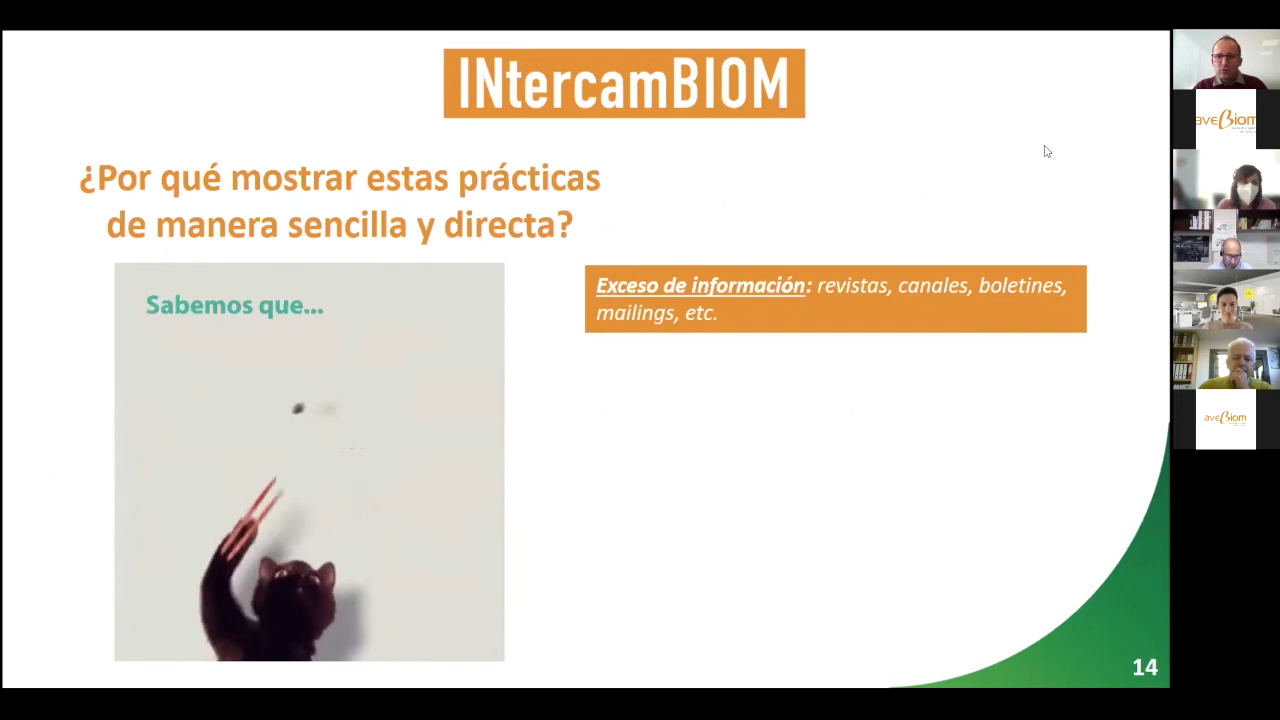 INtercamBIOM
¿Por qué mostrar estas prácticas
de manera sencilla y directa?
Sabemos que...
Exceso de información: revistas, canales, boletines,
mailings, etc.
14
aveBiom
aveBiom